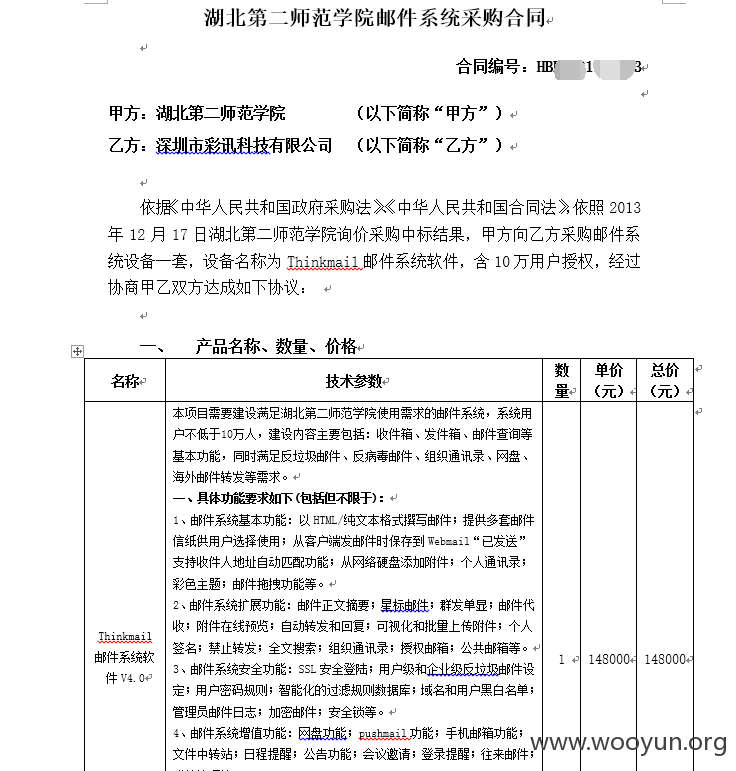 湖北第二师范学院邮件系统采购合同
合同编号：HB
甲方：湖北第二师范学院 （以下简称“甲方”）
乙方：深圳市彩讯科技有限公司 （以下简称“乙方”）
依据《中华人民共和国政府采购法》《中华人民共和国合同法》，依照 2013
年 12 月 17 日湖北第二师范学院询价采购中标结果，甲方向乙方采购邮件系
统设备一套，设备名称为 Thinkmail 邮件系统软件，含 10 万用户授权，经过
协商甲乙双方达成如下协议：
一、 产品名称、数量、价格
名称 技术参数 数量 单价（元） 总价（元）
本项目需要建设满足湖北第二师范学院使用需求的邮件系统，系统用
户不低于10万人，建设内容主要包括：收件箱、发件箱、邮件查询等
基本功能，同时满足反垃圾邮件、反病毒邮件、组织通讯录、网盘、
海外邮件转发等需求。
一、具体功能要求如下（包括但不限于）：
1、邮件系统基本功能：以 HTML/纯文本格式撰写邮件；提供多套邮件
信纸供用户选择使用；从客户端发邮件时保存到 Webmail“已发送”
支持收件人地址自动匹配功能；从网络硬盘添加附件；个人通讯录；
彩色主题；邮件拖拽功能等。
2、邮件系统扩展功能：邮件正文摘要；星标邮件；群发单显；邮件代
收；附件在线预览；自动转发和回复；可视化和批量上传附件；个人
签名；禁止转发；全文搜索；组织通讯录；授权邮箱；公共邮箱等。
3、邮件系统安全功能：SSL 安全登陆；用户级和企业级反垃圾邮件设
定；用户密码规则；智能化的过滤规则数据库；域名和用户黑白名单；
管理员邮件日志；加密邮件；安全锁等。
4、邮件系统增值功能：网盘功能；pushmail 功能；手机邮箱功能；
文件中转站；日程提醒；公告功能；会议邀请；登录提醒；往来邮件；
Thinkmail
邮件系统软
件 V4.0
1 148000 148000
www.wooyun.org